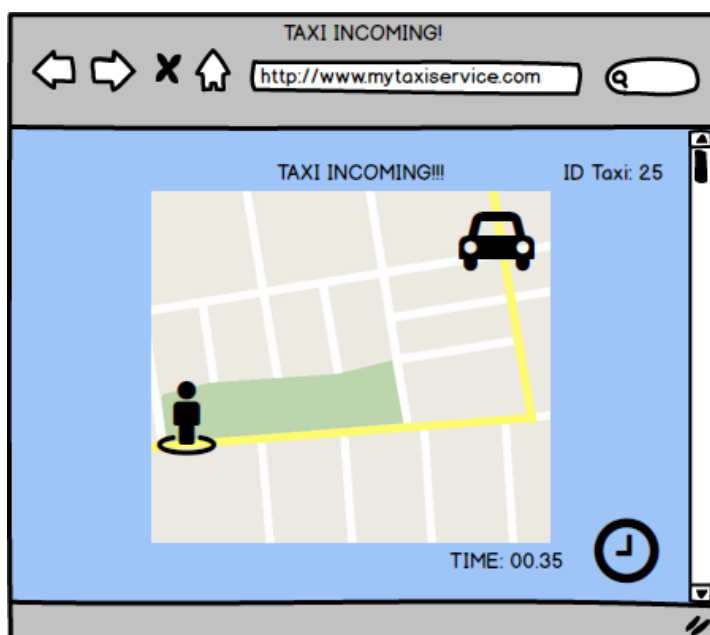 TAXI INCOMING!
http://www.mytaxiservice.com
TAXI INCOMING!!!
ID Taxi: 25
TIME: 00.35